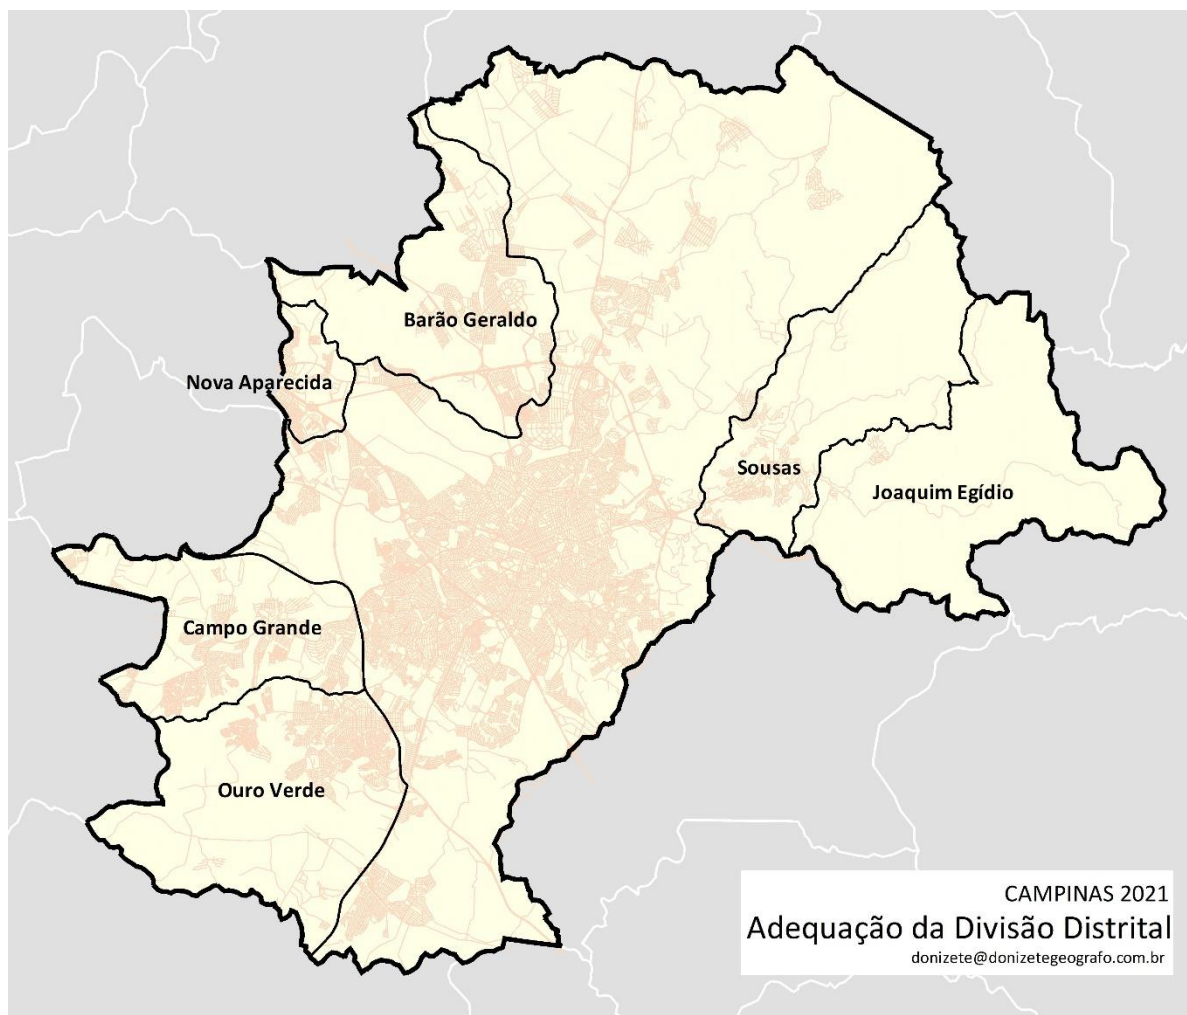 Barão Geraldo
Nova Aparecida
Sousas
Joaquim Egídio
Campo Grande
Ouro Verde
CAMPINAS 2021
Adequação da Divisão Distrital
donizete@donizetegeografo.com.br